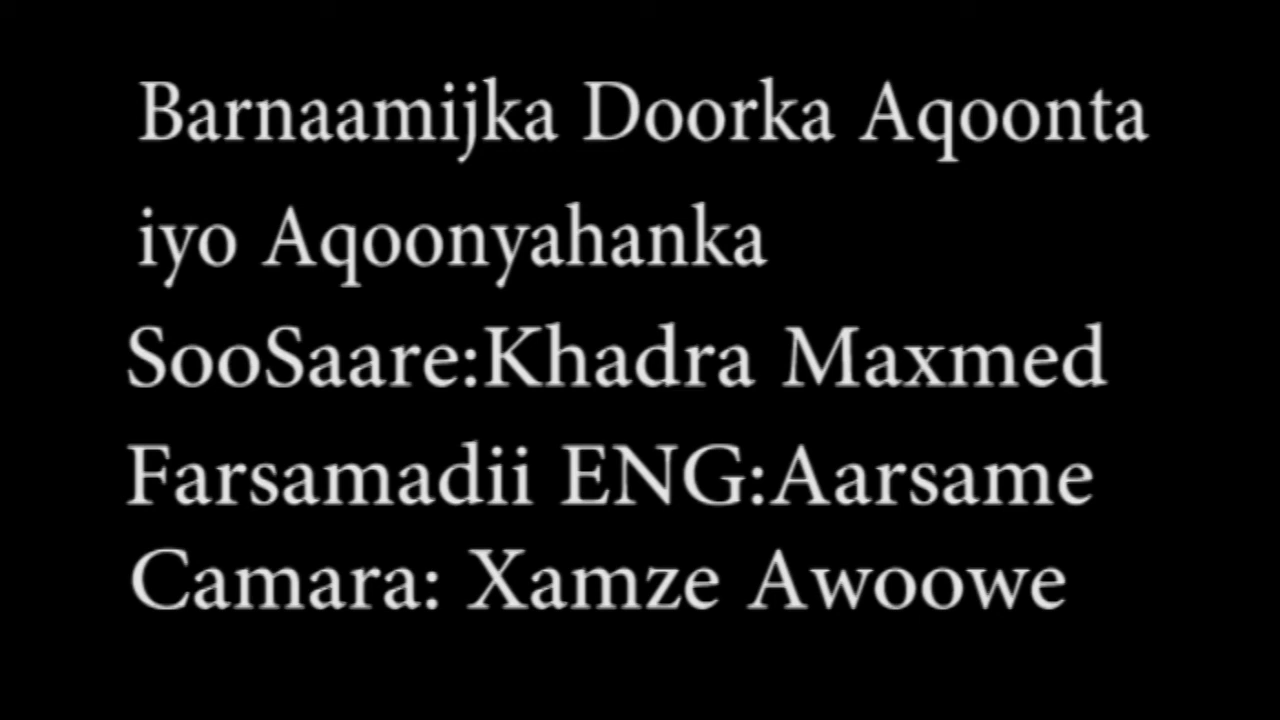 Barnaamijka Doorka Aqoonta
iyo Aqoonyahanka
SooSaare:Khadra Maxmed
Farsamadii ENG:Aarsame
Camara: Xamze Awoowe